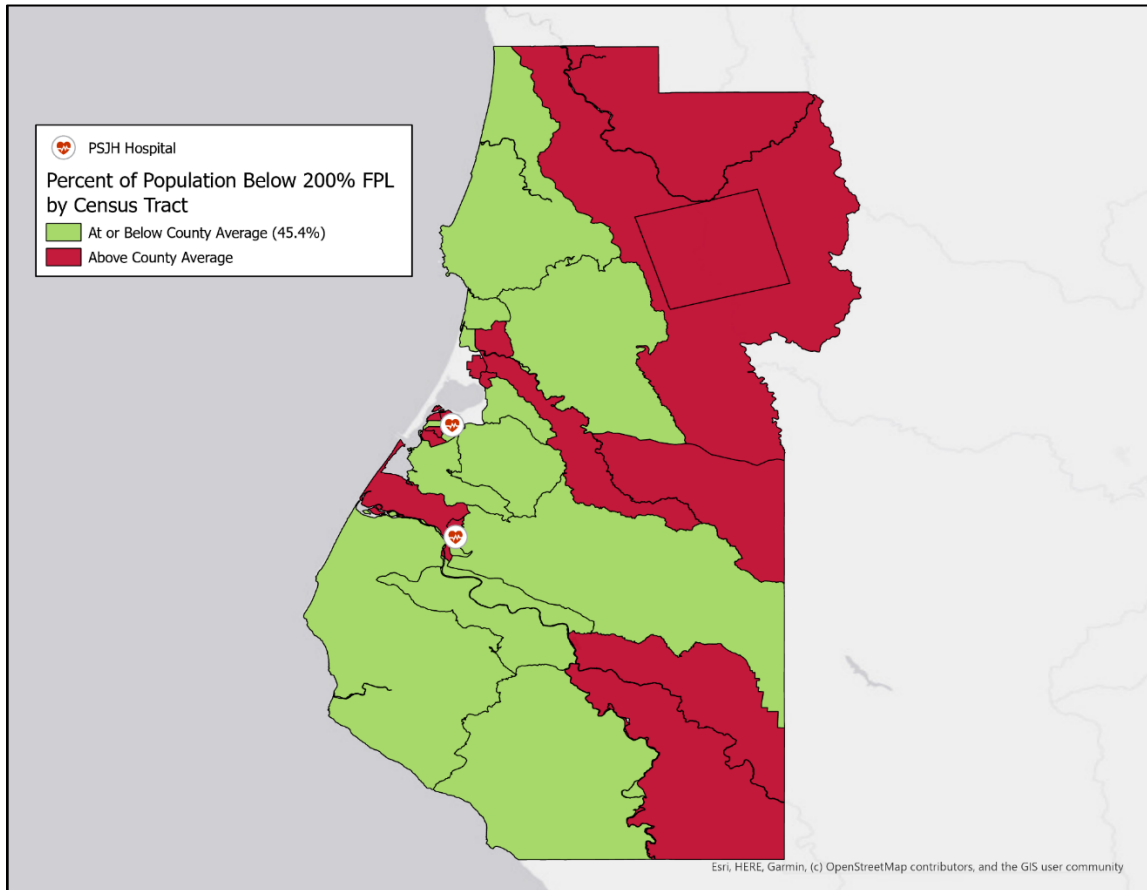 PSJH Hospital
Percent of Population Below 200% FPL
by Census Tract
At or Below County Average (45.4%)
Above County Average
Esri, HERE, Garmin, (c) OpenStreetMap contributors, and the GIS user community